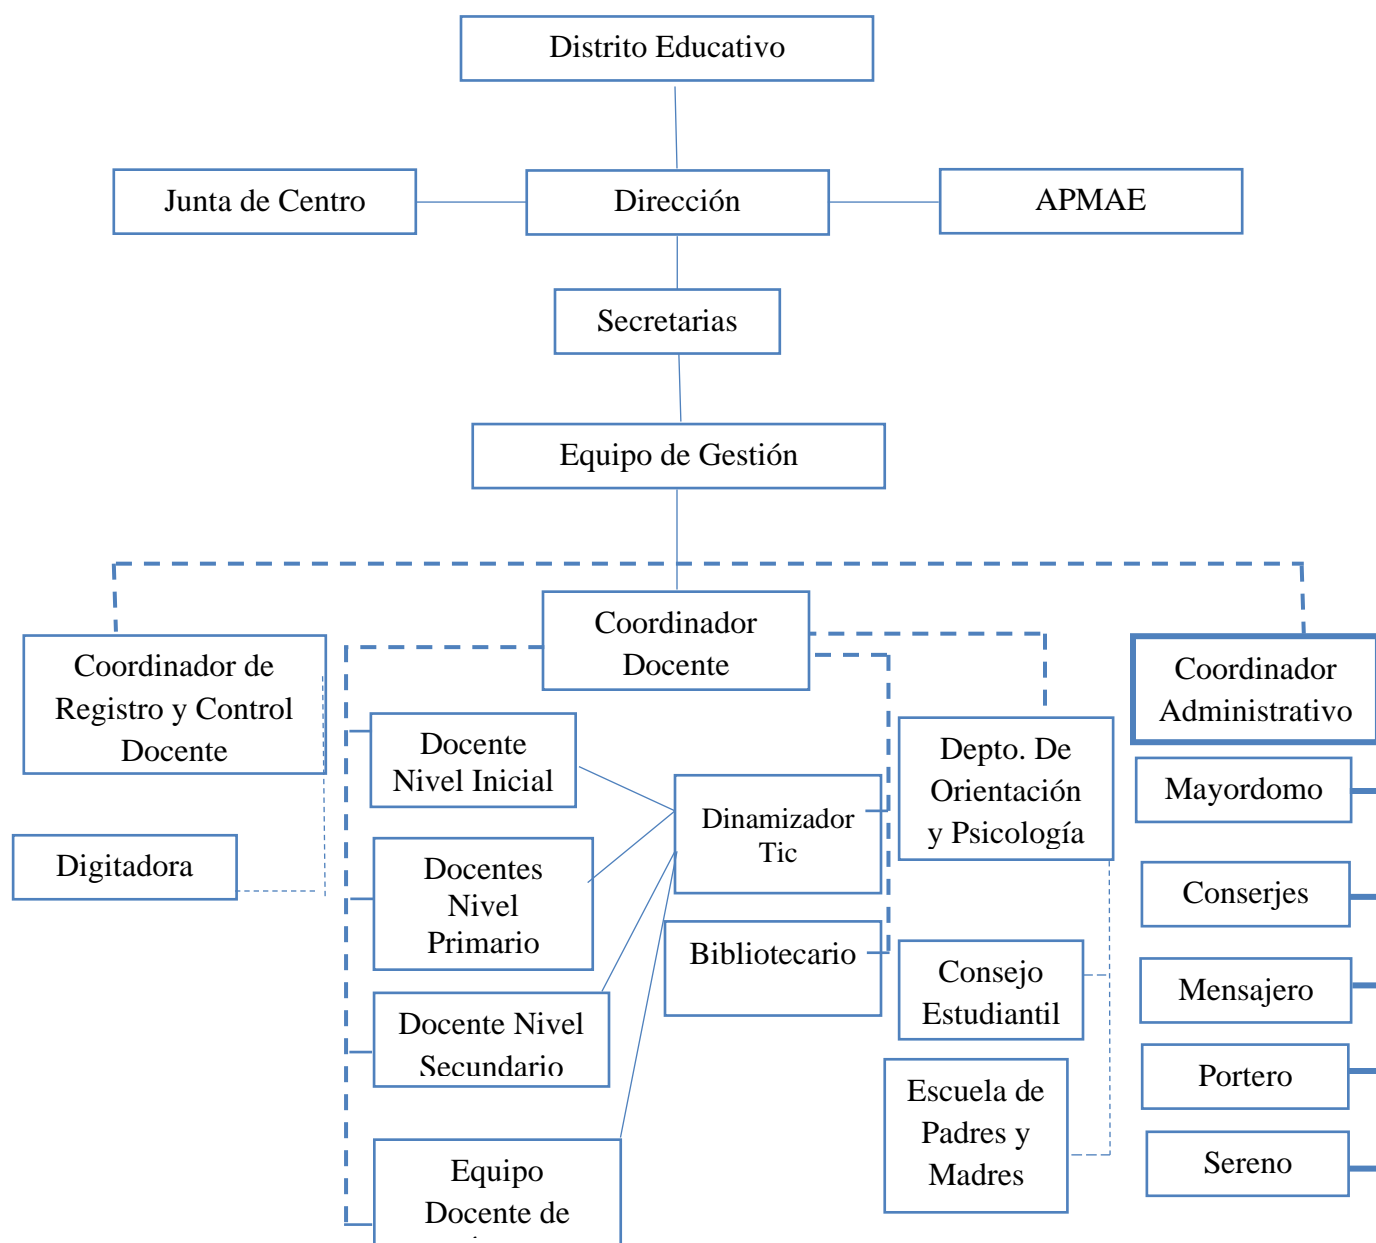 Distrito Educativo
Junta de Centro
Dirección
APMAE
Secretarias
Equipo de Gestión
Coordinador
Docente
Coordinador de
Registro y Control
Docente
Coordinador
Administrativo
Docente
Nivel Inicial
Depto. De
Orientación
y Psicología
Mayordomo
Dinamizador
Tic
Digitadora
Docentes
Nivel
Primario
Conserjes
Bibliotecario
Consejo
Estudiantil
Mensajero
Docente Nivel
Secundario
Portero
Escuela de
Padres y
Madres
Sereno
Equipo
Docente de